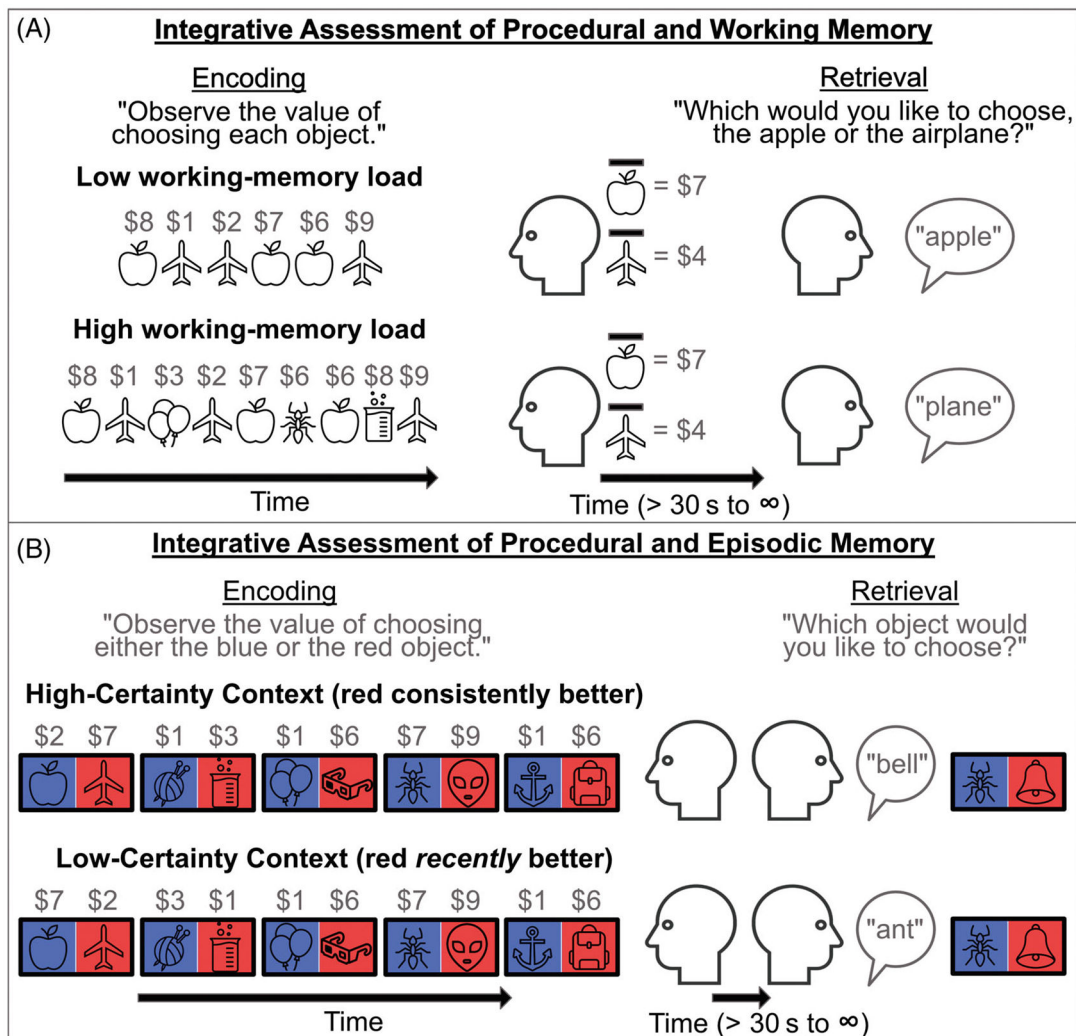 (A)
Integrative Assessment of Procedural and Working Memory
Encoding
"Observe the value of
choosing each object."
Retrieval
"Which would you like to choose,
the apple or the airplane?"
Low working-memory load
$8 $1 $2 $7 $6 $9
= $7
= $4
"apple"
High working-memory load
$8 $1 $3 $2 $7 $6 $6 $8 $9
= $7
= $4
"plane"
Time
Time (> 30 s to ∞)
(B)
Integrative Assessment of Procedural and Episodic Memory
Encoding
"Observe the value of choosing
either the blue or the red object."
Retrieval
"Which object would
you like to choose?"
High-Certainty Context (red consistently better)
$2 $7 $1 $3 $1 $6 $7 $9 $1 $6
"bell"
Low-Certainty Context (red recently better)
$7 $2 $3 $1 $1 $6 $7 $9 $1 $6
"ant"
Time
Time (> 30 s to ∞)